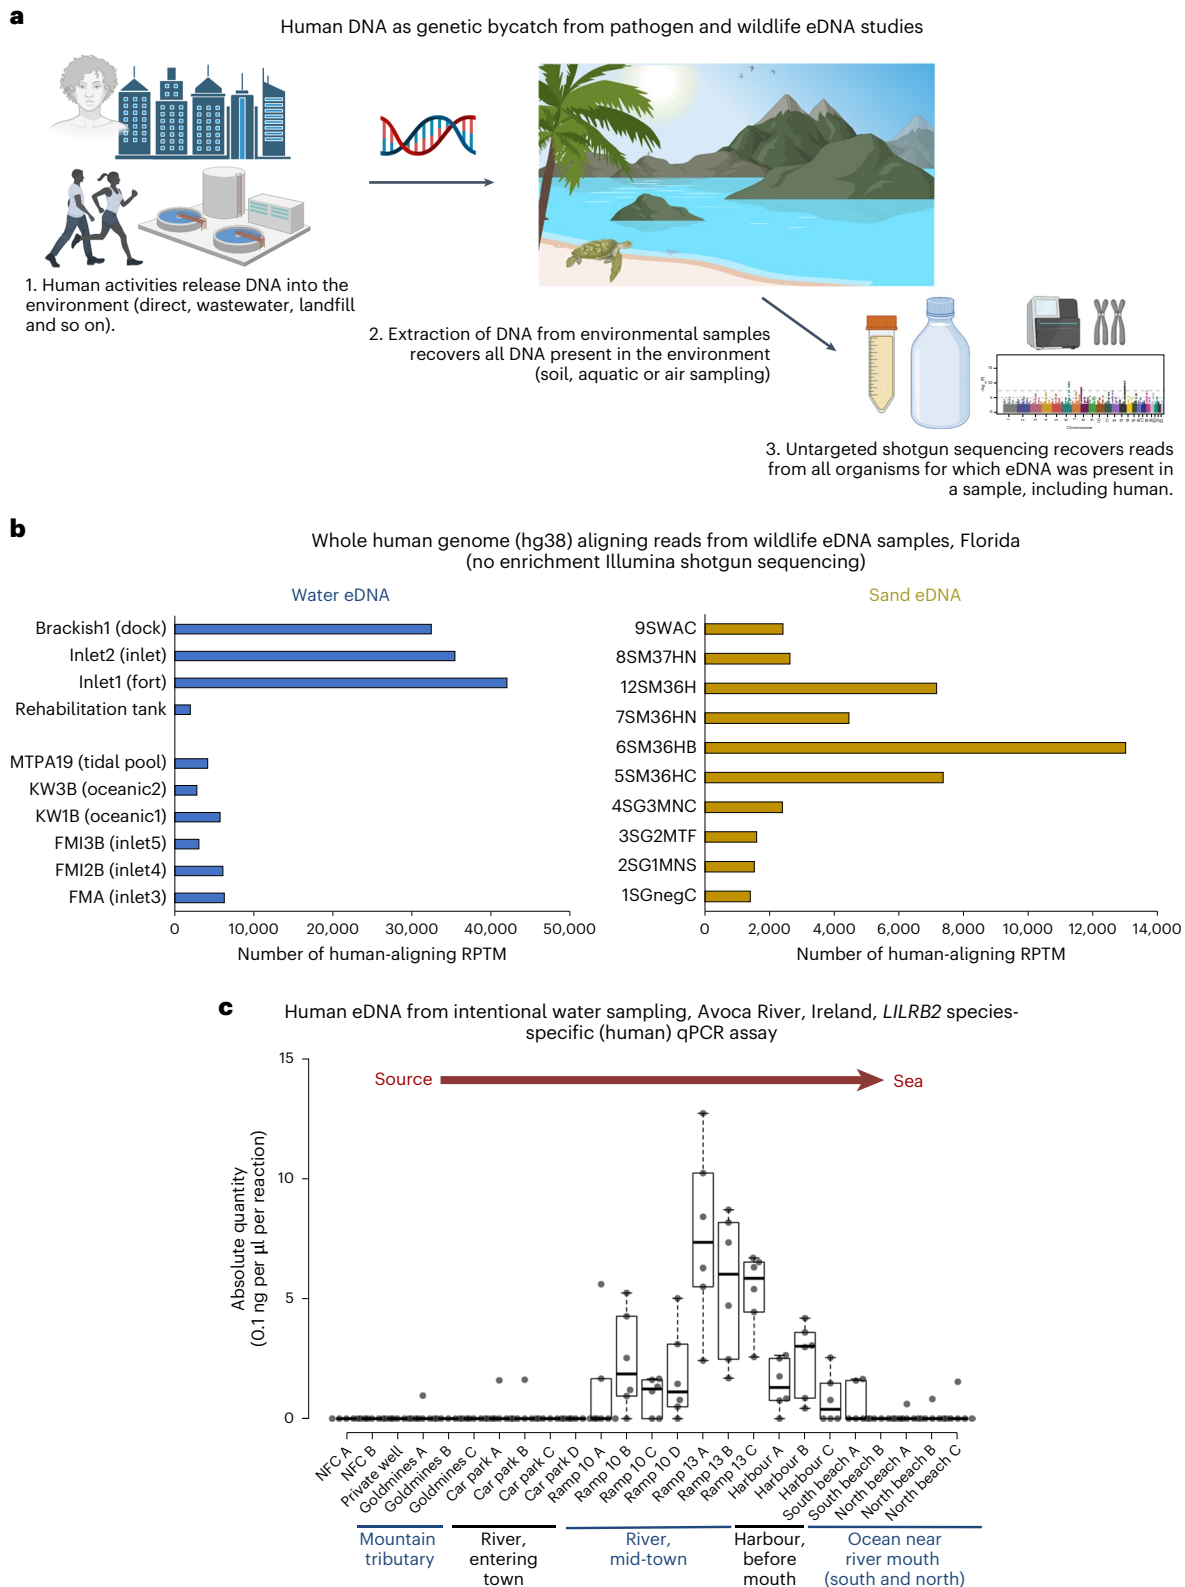 a
Human DNA as genetic bycatch from pathogen and wildlife eDNA studies
1. Human activities release DNA into the
environment (direct, wastewater, landfill
and so on).
2. Extraction of DNA from environmental samples
recovers all DNA present in the environment
(soil, aquatic or air sampling)
Chromosome
3. Untargeted shotgun sequencing recovers reads
from all organisms for which eDNA was present in
a sample, including human.
b
Whole human genome (hg38) aligning reads from wildlife eDNA samples, Florida
(no enrichment Illumina shotgun sequencing)
Water eDNA
Brackish1 (dock)
Inlet2 (inlet)
Inlet1 (fort)
Rehabilitation tank
MTPA19 (tidal pool)
KW3B (oceanic2)
KW1B (oceanic1)
FMI3B (inlet5)
FMI2B (inlet4)
FMA (inlet3)
0 10,000 20,000 30,000 40,000 50,000
Number of human-aligning RPTM
Sand eDNA
9SWAC
8SM37HN
12SM36H
7SM36HN
6SM36HB
5SM36HC
4SG3MNC
3SG2MTF
2SG1MNS
1SGnegC
0 2,000 4,000 6,000 8,000 10,000 12,000 14,000
Number of human-aligning RPTM
c
Human eDNA from intentional water sampling, Avoca River, Ireland, LILRB2 species-
specific (human) qPCR assay
Source
Sea
Absolute quantity
(0.1 ng per µl per reaction)
15
10
5
0
NFC A
NFC B
Private well
Goldmines A
Goldmines B
Goldmines C
Car park A
Car park B
Car park C
Car park D
Ramp 10 A
Ramp 10 B
Ramp 10 C
Ramp 10 D
Ramp 13 A
Ramp 13 B
Ramp 13 C
Harbour A
Harbour B
Harbour C
South beach A
South beach B
North beach A
North beach B
North beach C
Mountain
tributary
River,
entering
town
River,
mid-town
Harbour,
before
mouth
Ocean near
river mouth
(south and north)